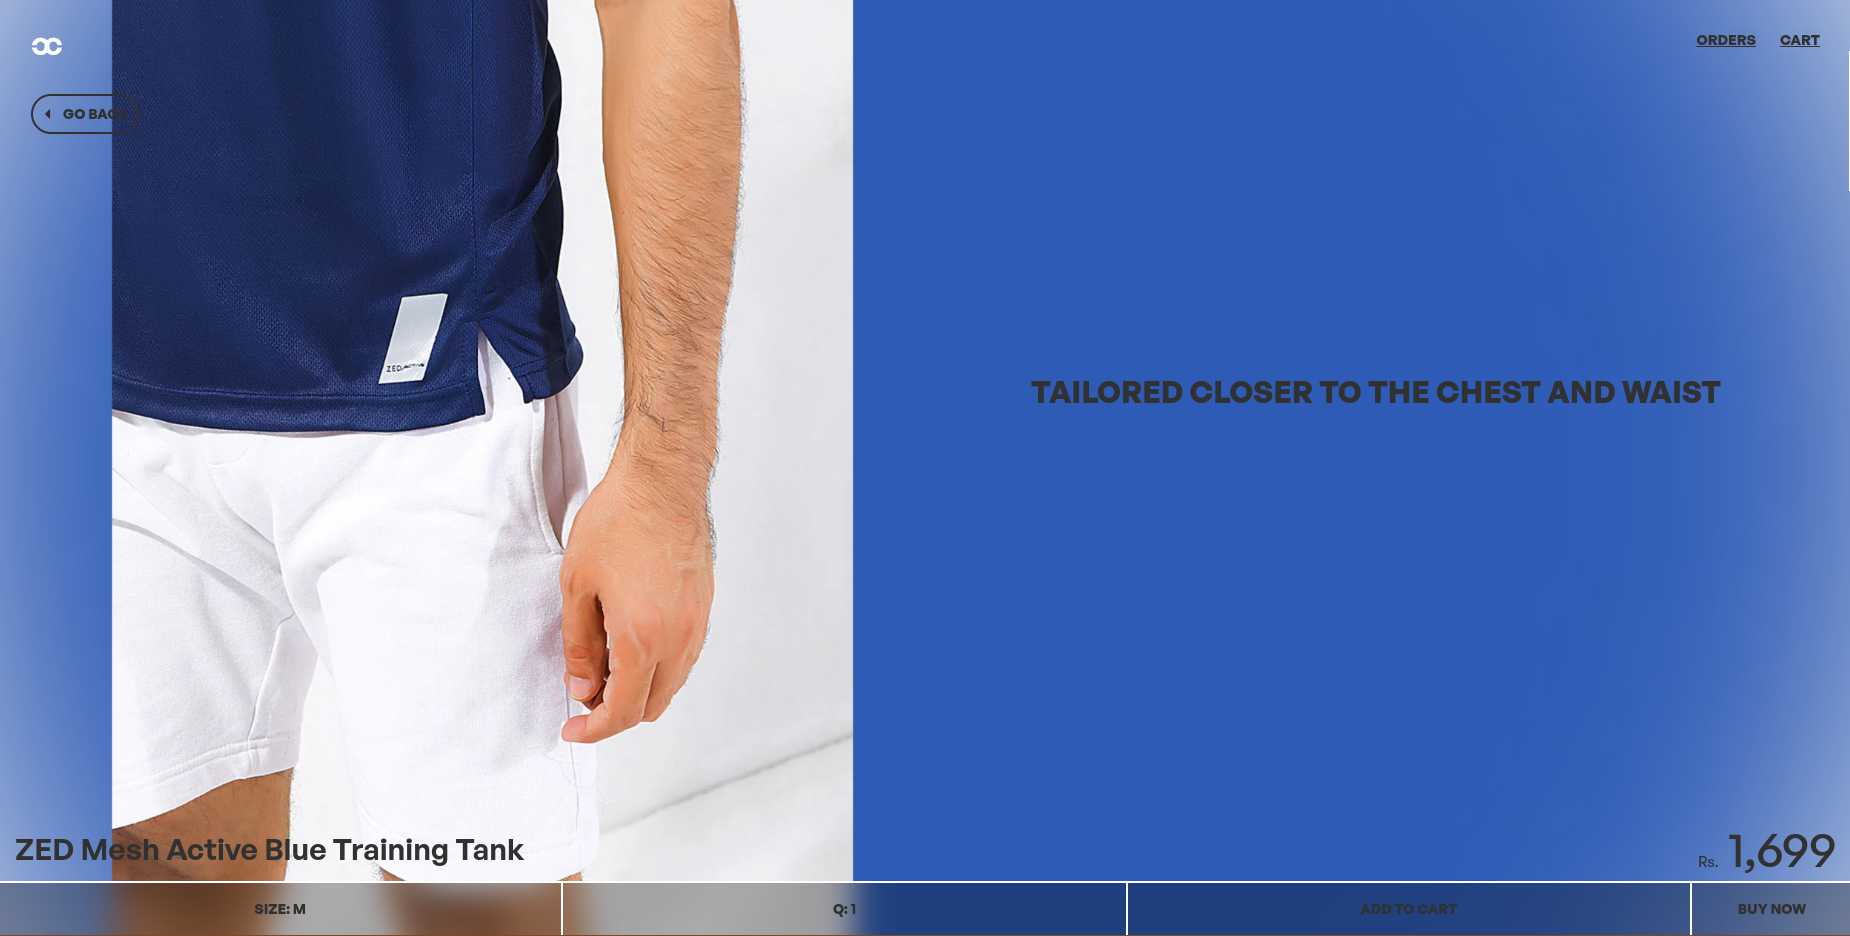 ORDERS CART
GO BACK
ZED ACTIVE
TAILORED CLOSER TO THE CHEST AND WAIST
ZED Mesh Active Blue Training Tank
Rs. 1,699
SIZE: M
Q: 1
ADD TO CART
BUY NOW